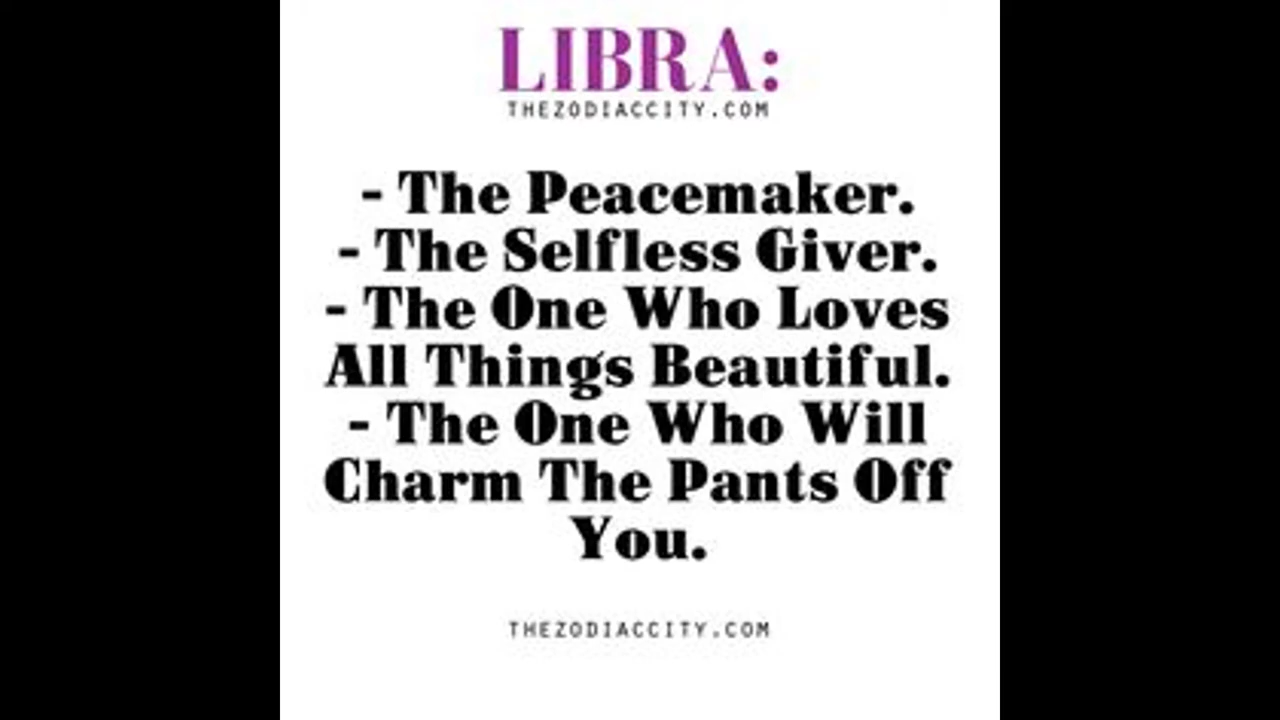 LIBRA:
THEZODIACCITY.COM
- The Peacemaker.
- The Selfless Giver.
- The One Who Loves
All Things Beautiful.
- The One Who Will
Charm The Pants Off
You.
THEZODIACCITY.COM